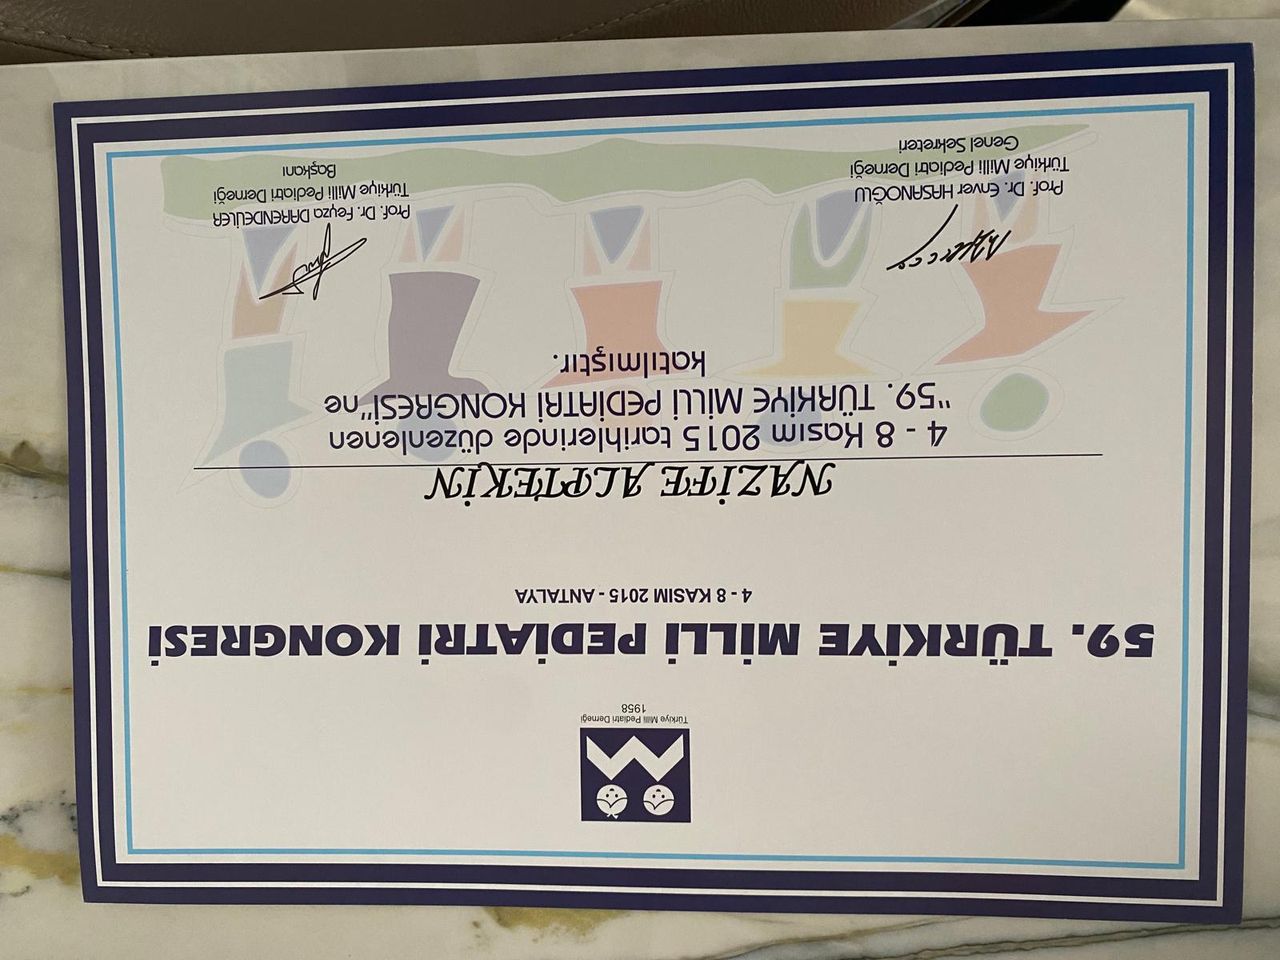 Türkiye Milli Pediatri Derneği
1958
59. TÜRKİYE MİLLİ PEDİATRİ KONGRESİ
4 - 8 KASIM 2015 - ANTALYA
NAZİFE ALPTEKİN
4 - 8 Kasım 2015 tarihlerinde düzenlenen
"59. TÜRKİYE MİLLİ PEDİATRİ KONGRESİ"ne
katılmıştır.
Prof. Dr. Enver HASANOĞLU
Türkiye Milli Pediatri Derneği
Genel Sekreteri
Prof. Dr. Feyza DARENDELİLER
Türkiye Milli Pediatri Derneği
Başkanı